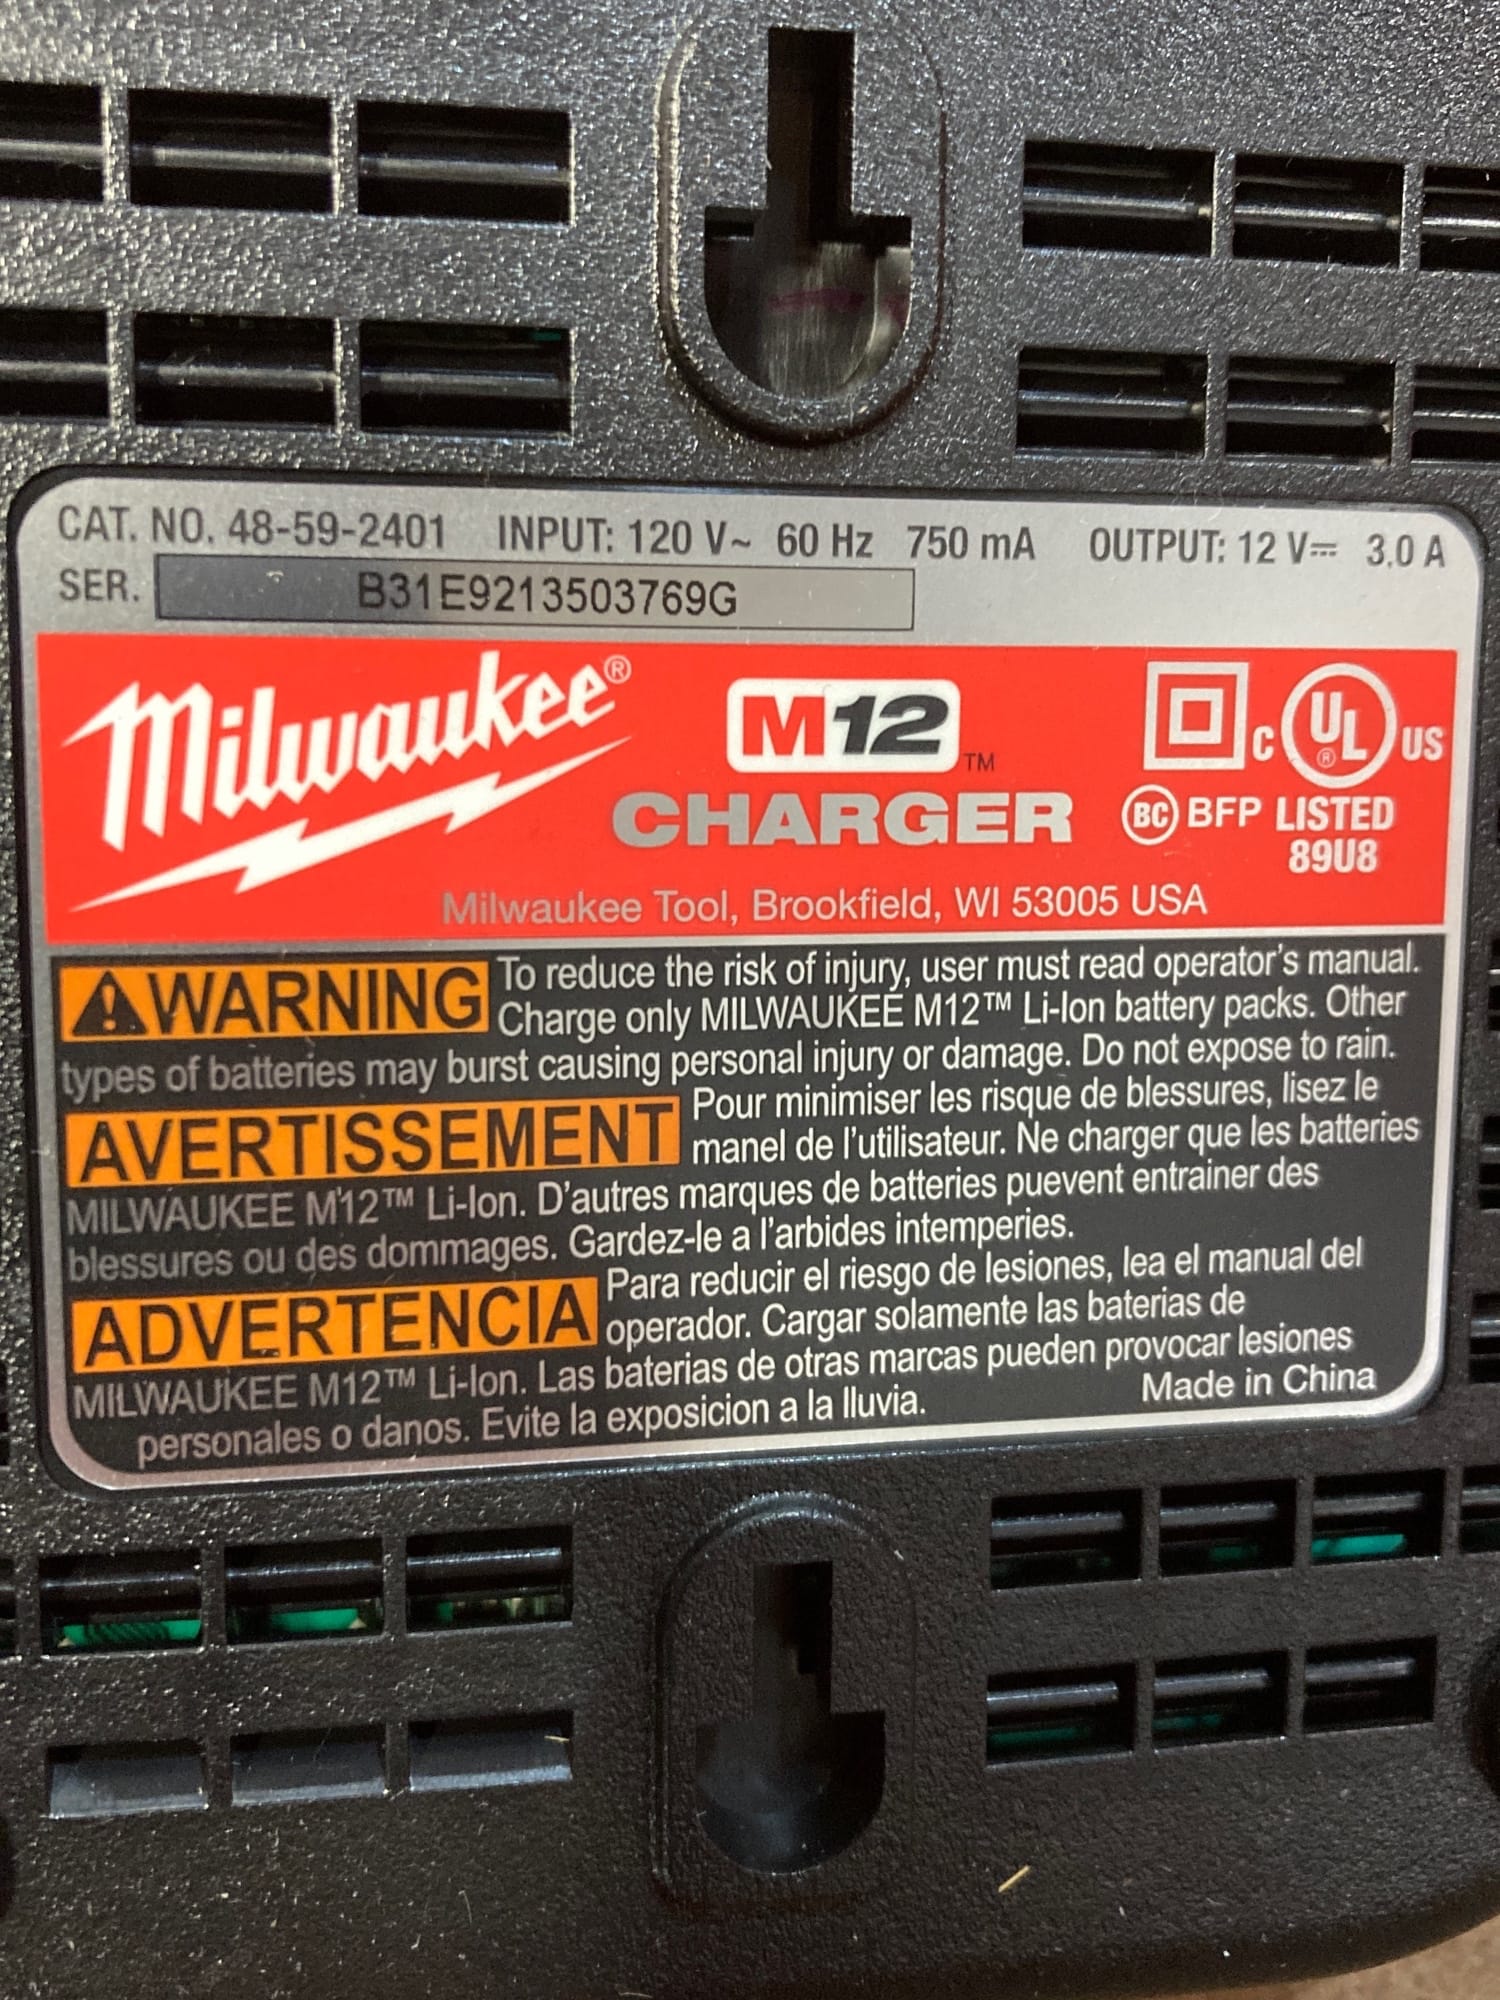 CAT. NO. 48-59-2401 INPUT: 120 V~ 60 Hz 750 mA OUTPUT: 12 V⎓ 3.0 A
SER. B31E9213503769G
Milwaukee®
M12™
CHARGER
C UL® US
BC BFP LISTED
89U8
Milwaukee Tool, Brookfield, WI 53005 USA
⚠WARNING To reduce the risk of injury, user must read operator's manual.
Charge only MILWAUKEE M12™ Li-Ion battery packs. Other
types of batteries may burst causing personal injury or damage. Do not expose to rain.
AVERTISSEMENT Pour minimiser les risque de blessures, lisez le
manel de l'utilisateur. Ne charger que les batteries
MILWAUKEE M12™ Li-Ion. D'autres marques de batteries puevent entrainer des
blessures ou des dommages. Gardez-le a l'arbides intemperies.
ADVERTENCIA Para reducir el riesgo de lesiones, lea el manual del
operador. Cargar solamente las baterias de
MILWAUKEE M12™ Li-Ion. Las baterias de otras marcas pueden provocar lesiones
personales o danos. Evite la exposicion a la lluvia.
Made in China